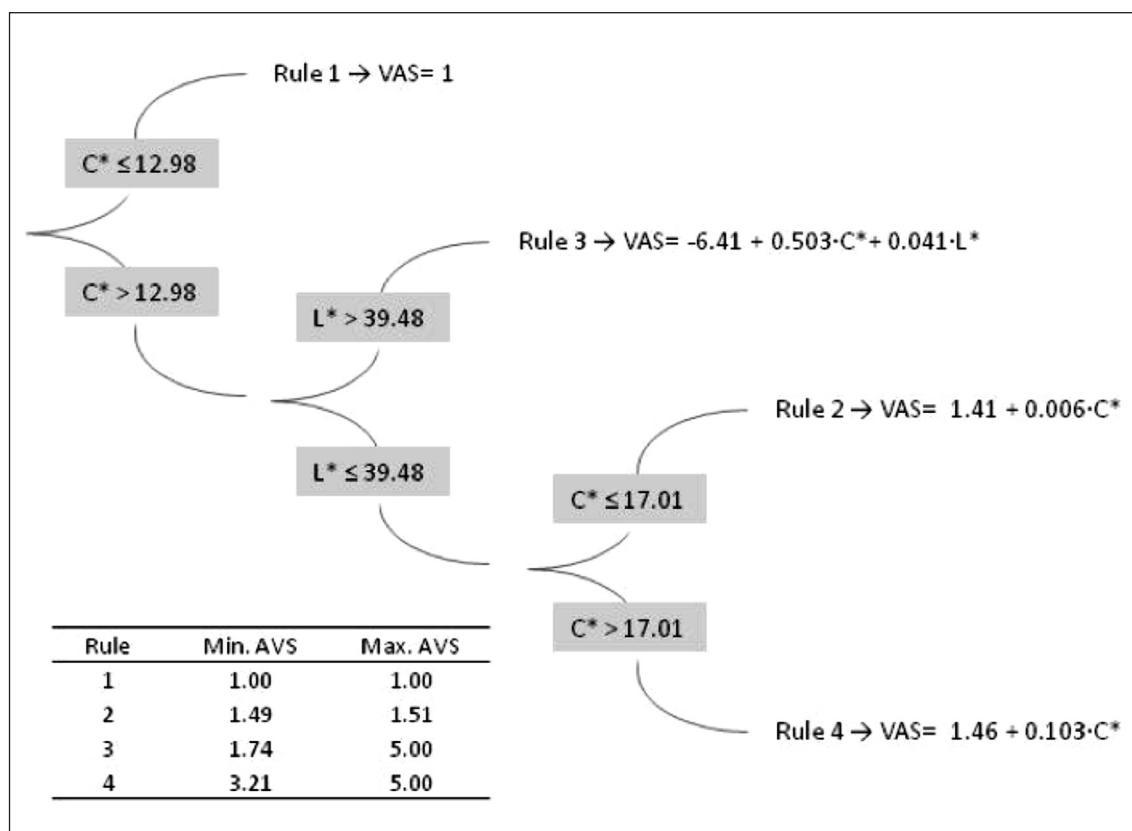 Rule 1 → VAS= 1
C* ≤ 12.98
C* > 12.98
Rule 3 → VAS= -6.41 + 0.503·C* + 0.041·L*
L* > 39.48
L* ≤ 39.48
Rule 2 → VAS= 1.41 + 0.006·C*
C* ≤ 17.01
C* > 17.01
Rule 4 → VAS= 1.46 + 0.103·C*
Rule Min. AVS Max. AVS
1 1.00 1.00
2 1.49 1.51
3 1.74 5.00
4 3.21 5.00